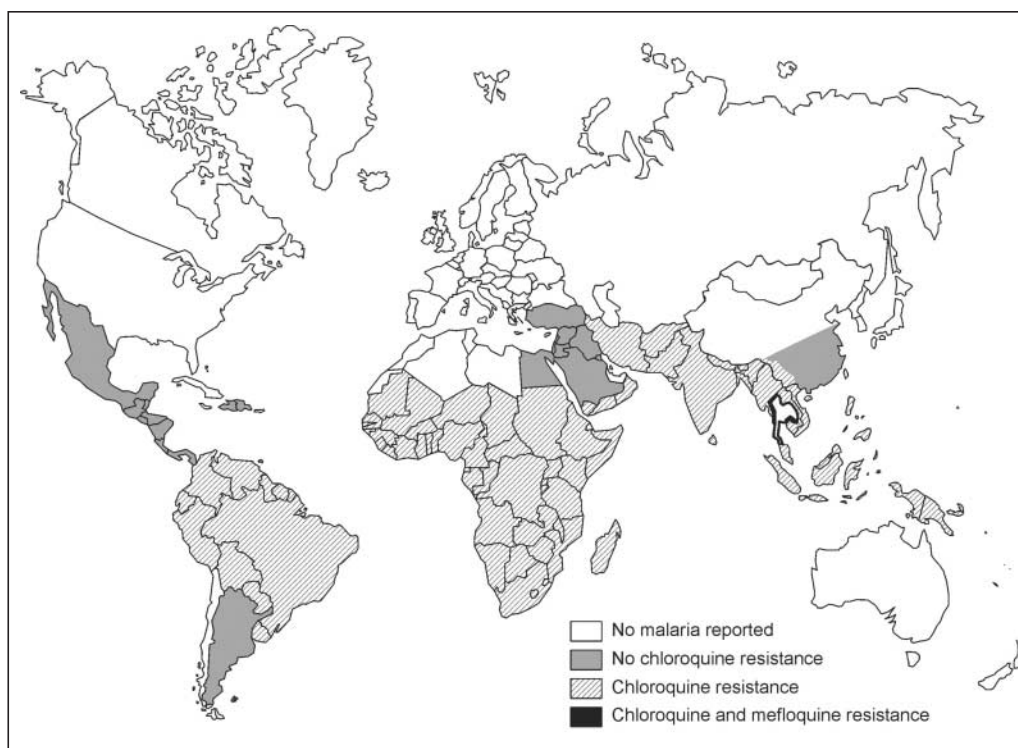 No malaria reported
No chloroquine resistance
Chloroquine resistance
Chloroquine and mefloquine resistance